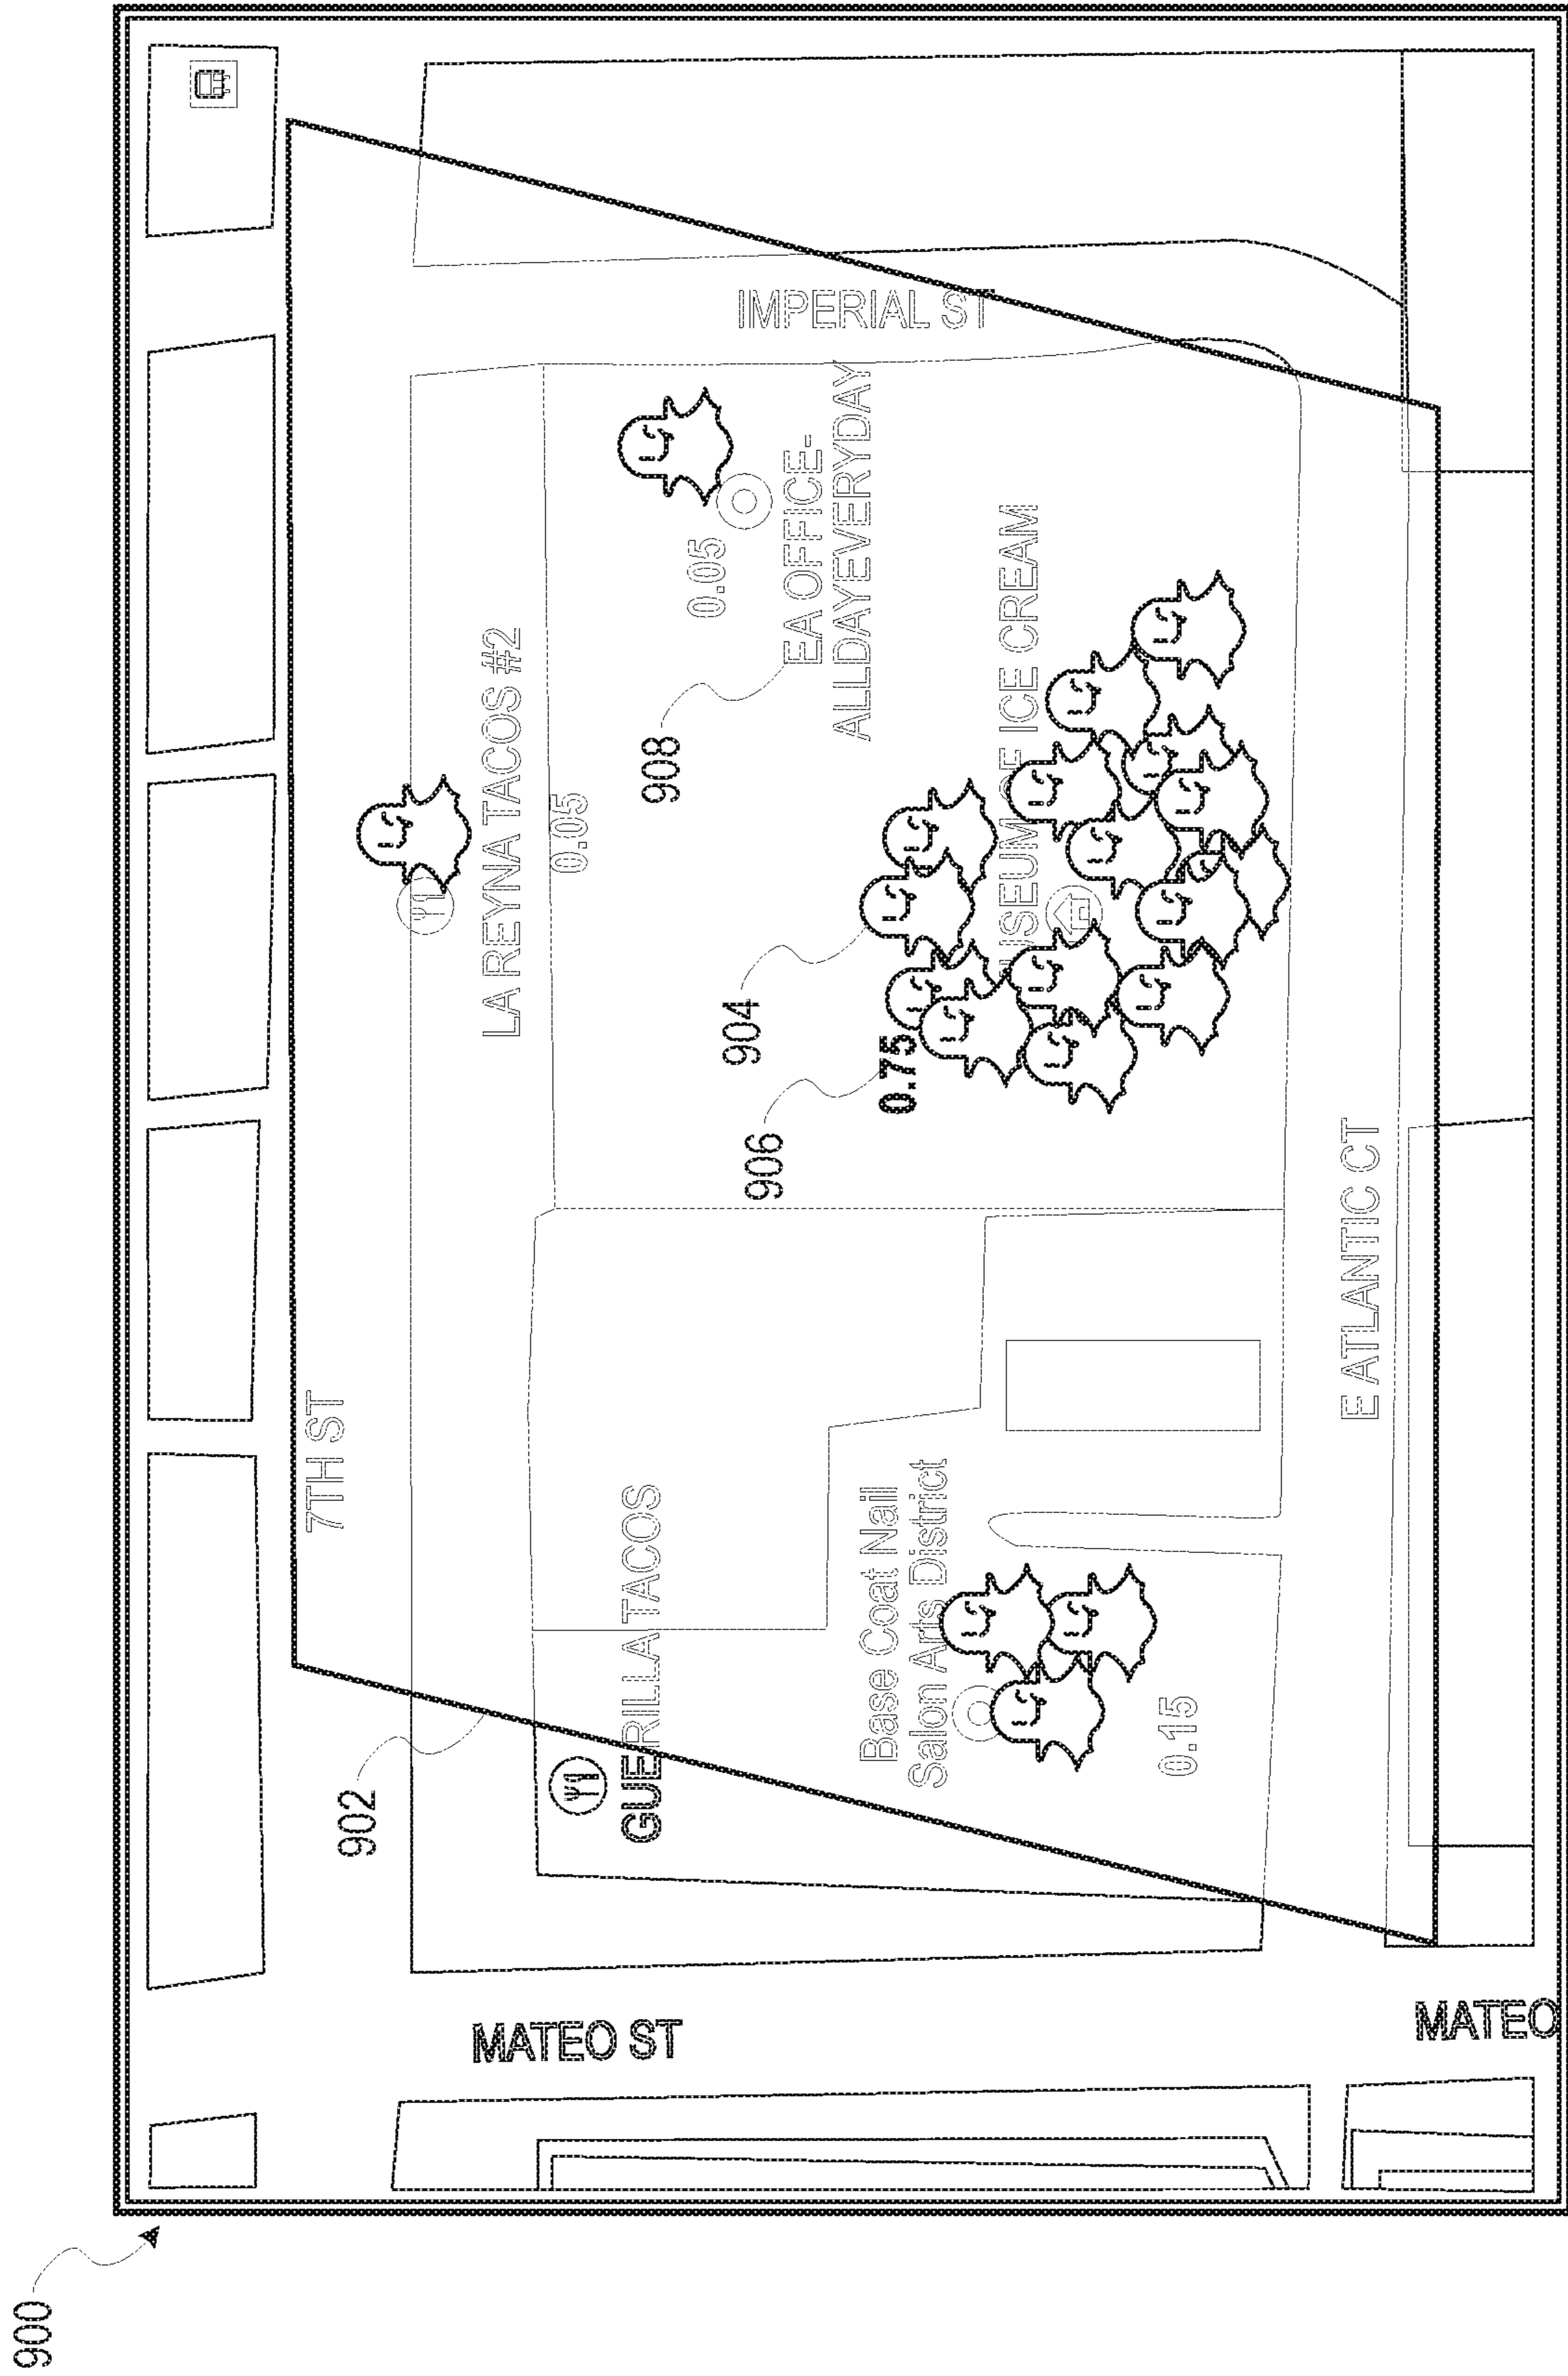 900
7TH ST
902
LA REYNA TACOS #2
0.05
MATEO ST
GUERILLA TACOS
908
0.05
904
906
EA OFFICE-
ALLDAYEVERYDAY
IMPERIAL ST
Base Coat Nail
Salon Arts District
0.75
MUSEUM OF ICE CREAM
0.15
E ATLANTIC CT
MATEO